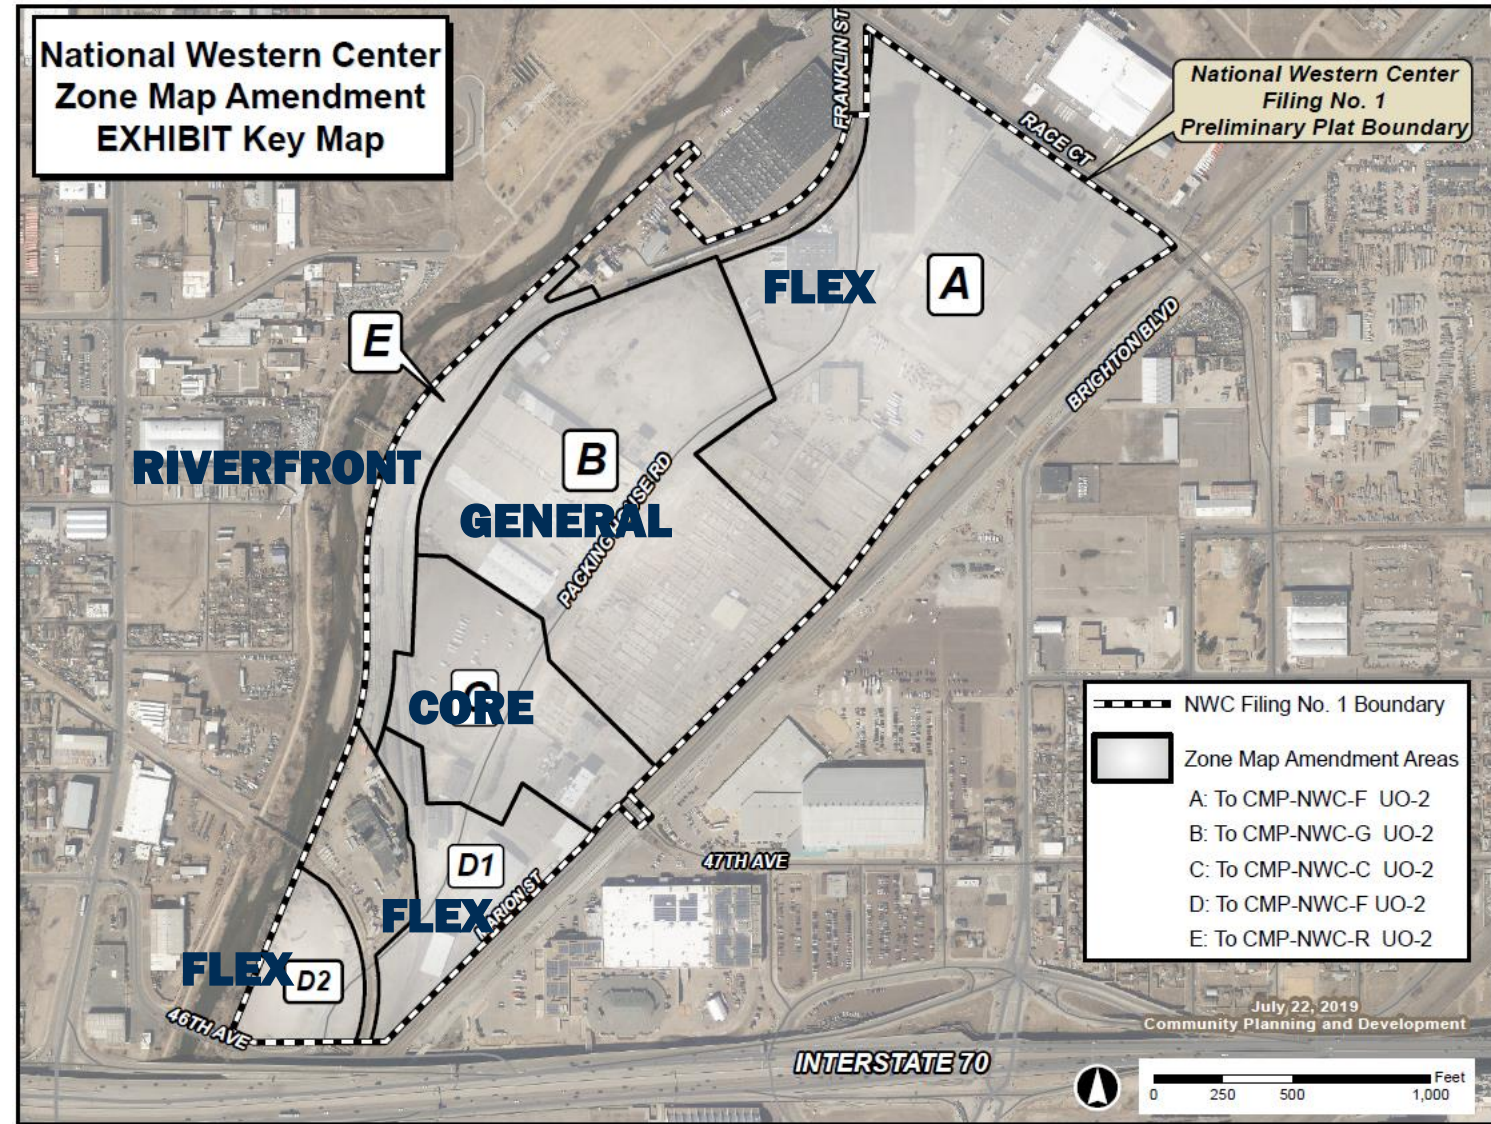 National Western Center
Zone Map Amendment
EXHIBIT Key Map
FRANKLIN ST
National Western Center
Filing No. 1
Preliminary Plat Boundary
RACE CT
FLEX
A
E
BRIGHTON BLVD
RIVERFRONT
B
GENERAL
PACKING HOUSE RD
C
CORE
NWC Filing No. 1 Boundary
Zone Map Amendment Areas
A: To CMP-NWC-F UO-2
B: To CMP-NWC-G UO-2
C: To CMP-NWC-C UO-2
D: To CMP-NWC-F UO-2
E: To CMP-NWC-R UO-2
47TH AVE
D1
MARION ST
FLEX
FLEX
D2
46TH AVE
July 22, 2019
Community Planning and Development
INTERSTATE 70
Feet
0 250 500 1,000